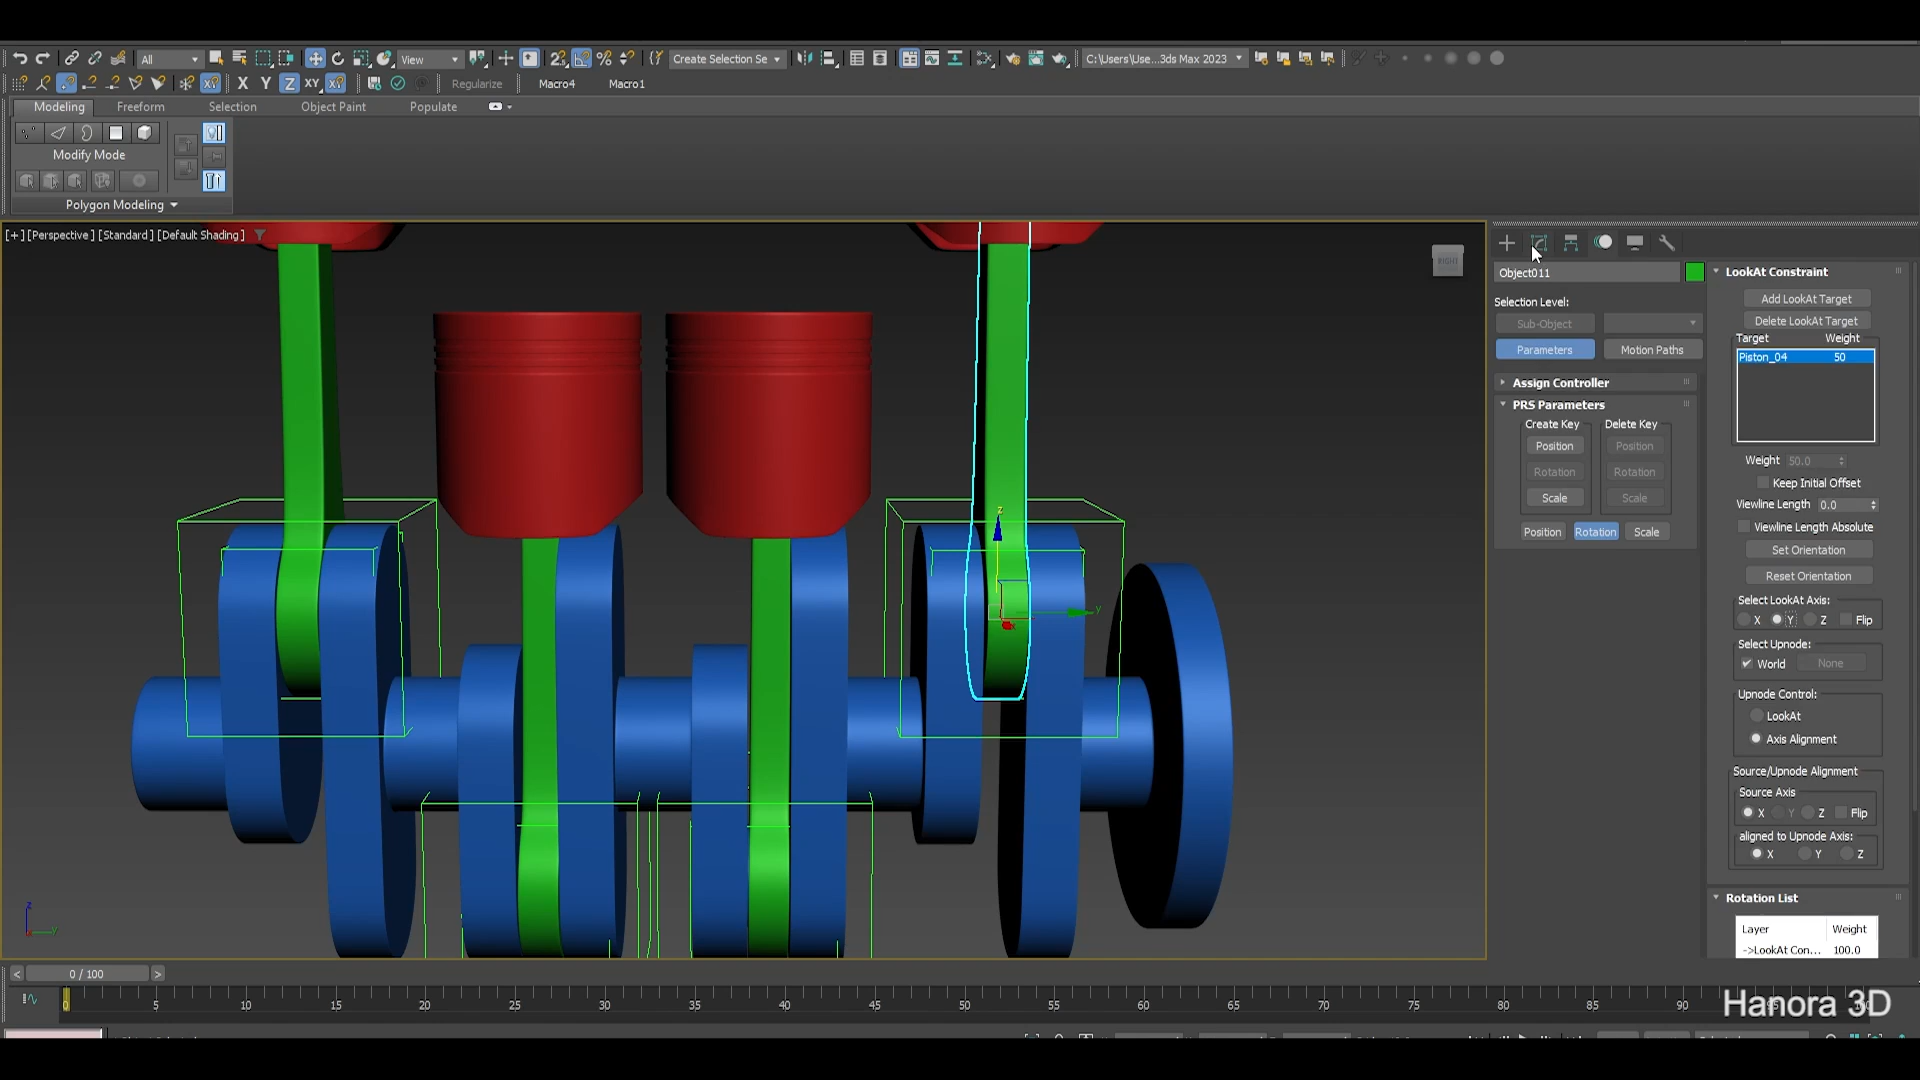 All
View
Create Selection Se
C:\Users\Use...3ds Max 2023
X Y Z XY XY
Regularize
Macro4
Macro1
Modeling
Freeform
Selection
Object Paint
Populate
Modify Mode
Polygon Modeling
[+] [Perspective ] [Standard ] [Default Shading ]
RIGHT
z
y
x
z
y
Object011
Selection Level:
Sub-Object
Parameters
Motion Paths
Assign Controller
PRS Parameters
Create Key
Delete Key
Position
Position
Rotation
Rotation
Scale
Scale
Position
Rotation
Scale
LookAt Constraint
Add LookAt Target
Delete LookAt Target
Target Weight
Piston_04 50
Weight 50.0
Keep Initial Offset
Viewline Length 0.0
Viewline Length Absolute
Set Orientation
Reset Orientation
Select LookAt Axis:
X Y Z Flip
Select Upnode:
World None
Upnode Control:
LookAt
Axis Alignment
Source/Upnode Alignment
Source Axis
X Y Z Flip
aligned to Upnode Axis:
X Y Z
Rotation List
Layer Weight
->LookAt Con... 100.0
< 0 / 100 >
0 5 10 15 20 25 30 35 40 45 50 55 60 65 70 75 80 85 90
Hanora 3D